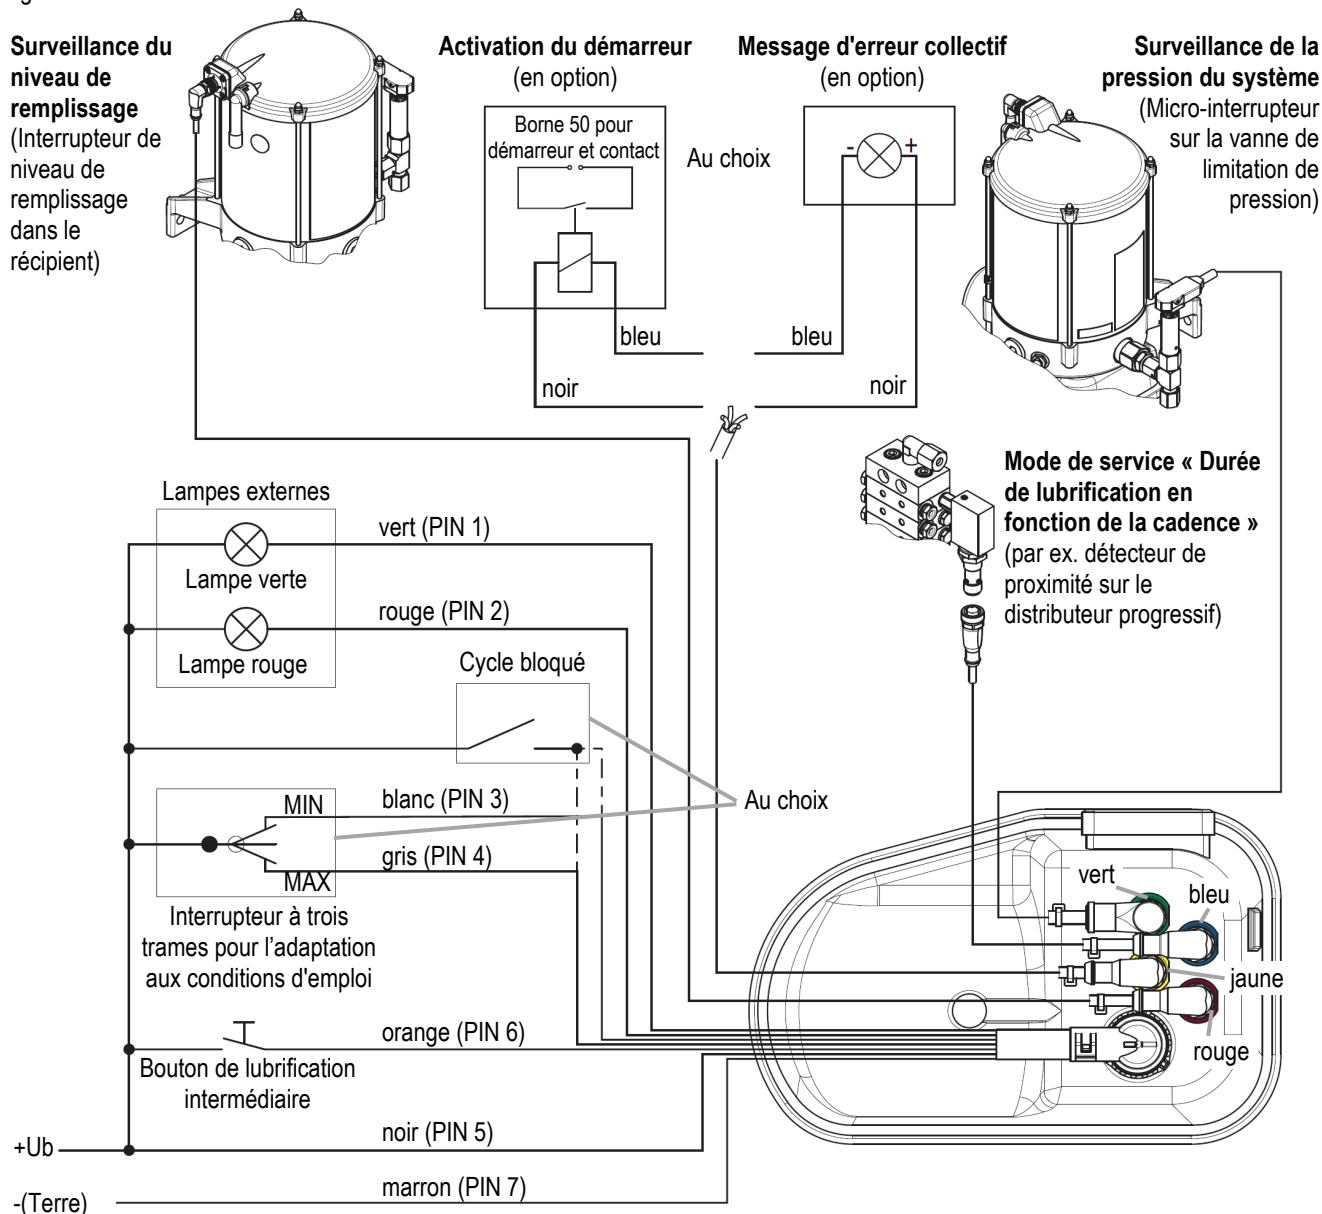 Surveillance du
niveau de
remplissage
(Interrupteur de
niveau de
remplissage
dans le
récipient)
Activation du démarreur
(en option)
Borne 50 pour
démarreur et contact
Au choix
Message d'erreur collectif
(en option)
-
+
Surveillance de la
pression du système
(Micro-interrupteur
sur la vanne de
limitation de
pression)
bleu
bleu
noir
noir
Mode de service « Durée
de lubrification en
fonction de la cadence »
(par ex. détecteur de
proximité sur le
distributeur progressif)
Lampes externes
vert (PIN 1)
Lampe verte
rouge (PIN 2)
Lampe rouge
Cycle bloqué
Au choix
MIN
blanc (PIN 3)
gris (PIN 4)
MAX
Interrupteur à trois
trames pour l'adaptation
aux conditions d'emploi
vert
bleu
jaune
rouge
orange (PIN 6)
Bouton de lubrification
intermédiaire
noir (PIN 5)
+Ub
marron (PIN 7)
-(Terre)